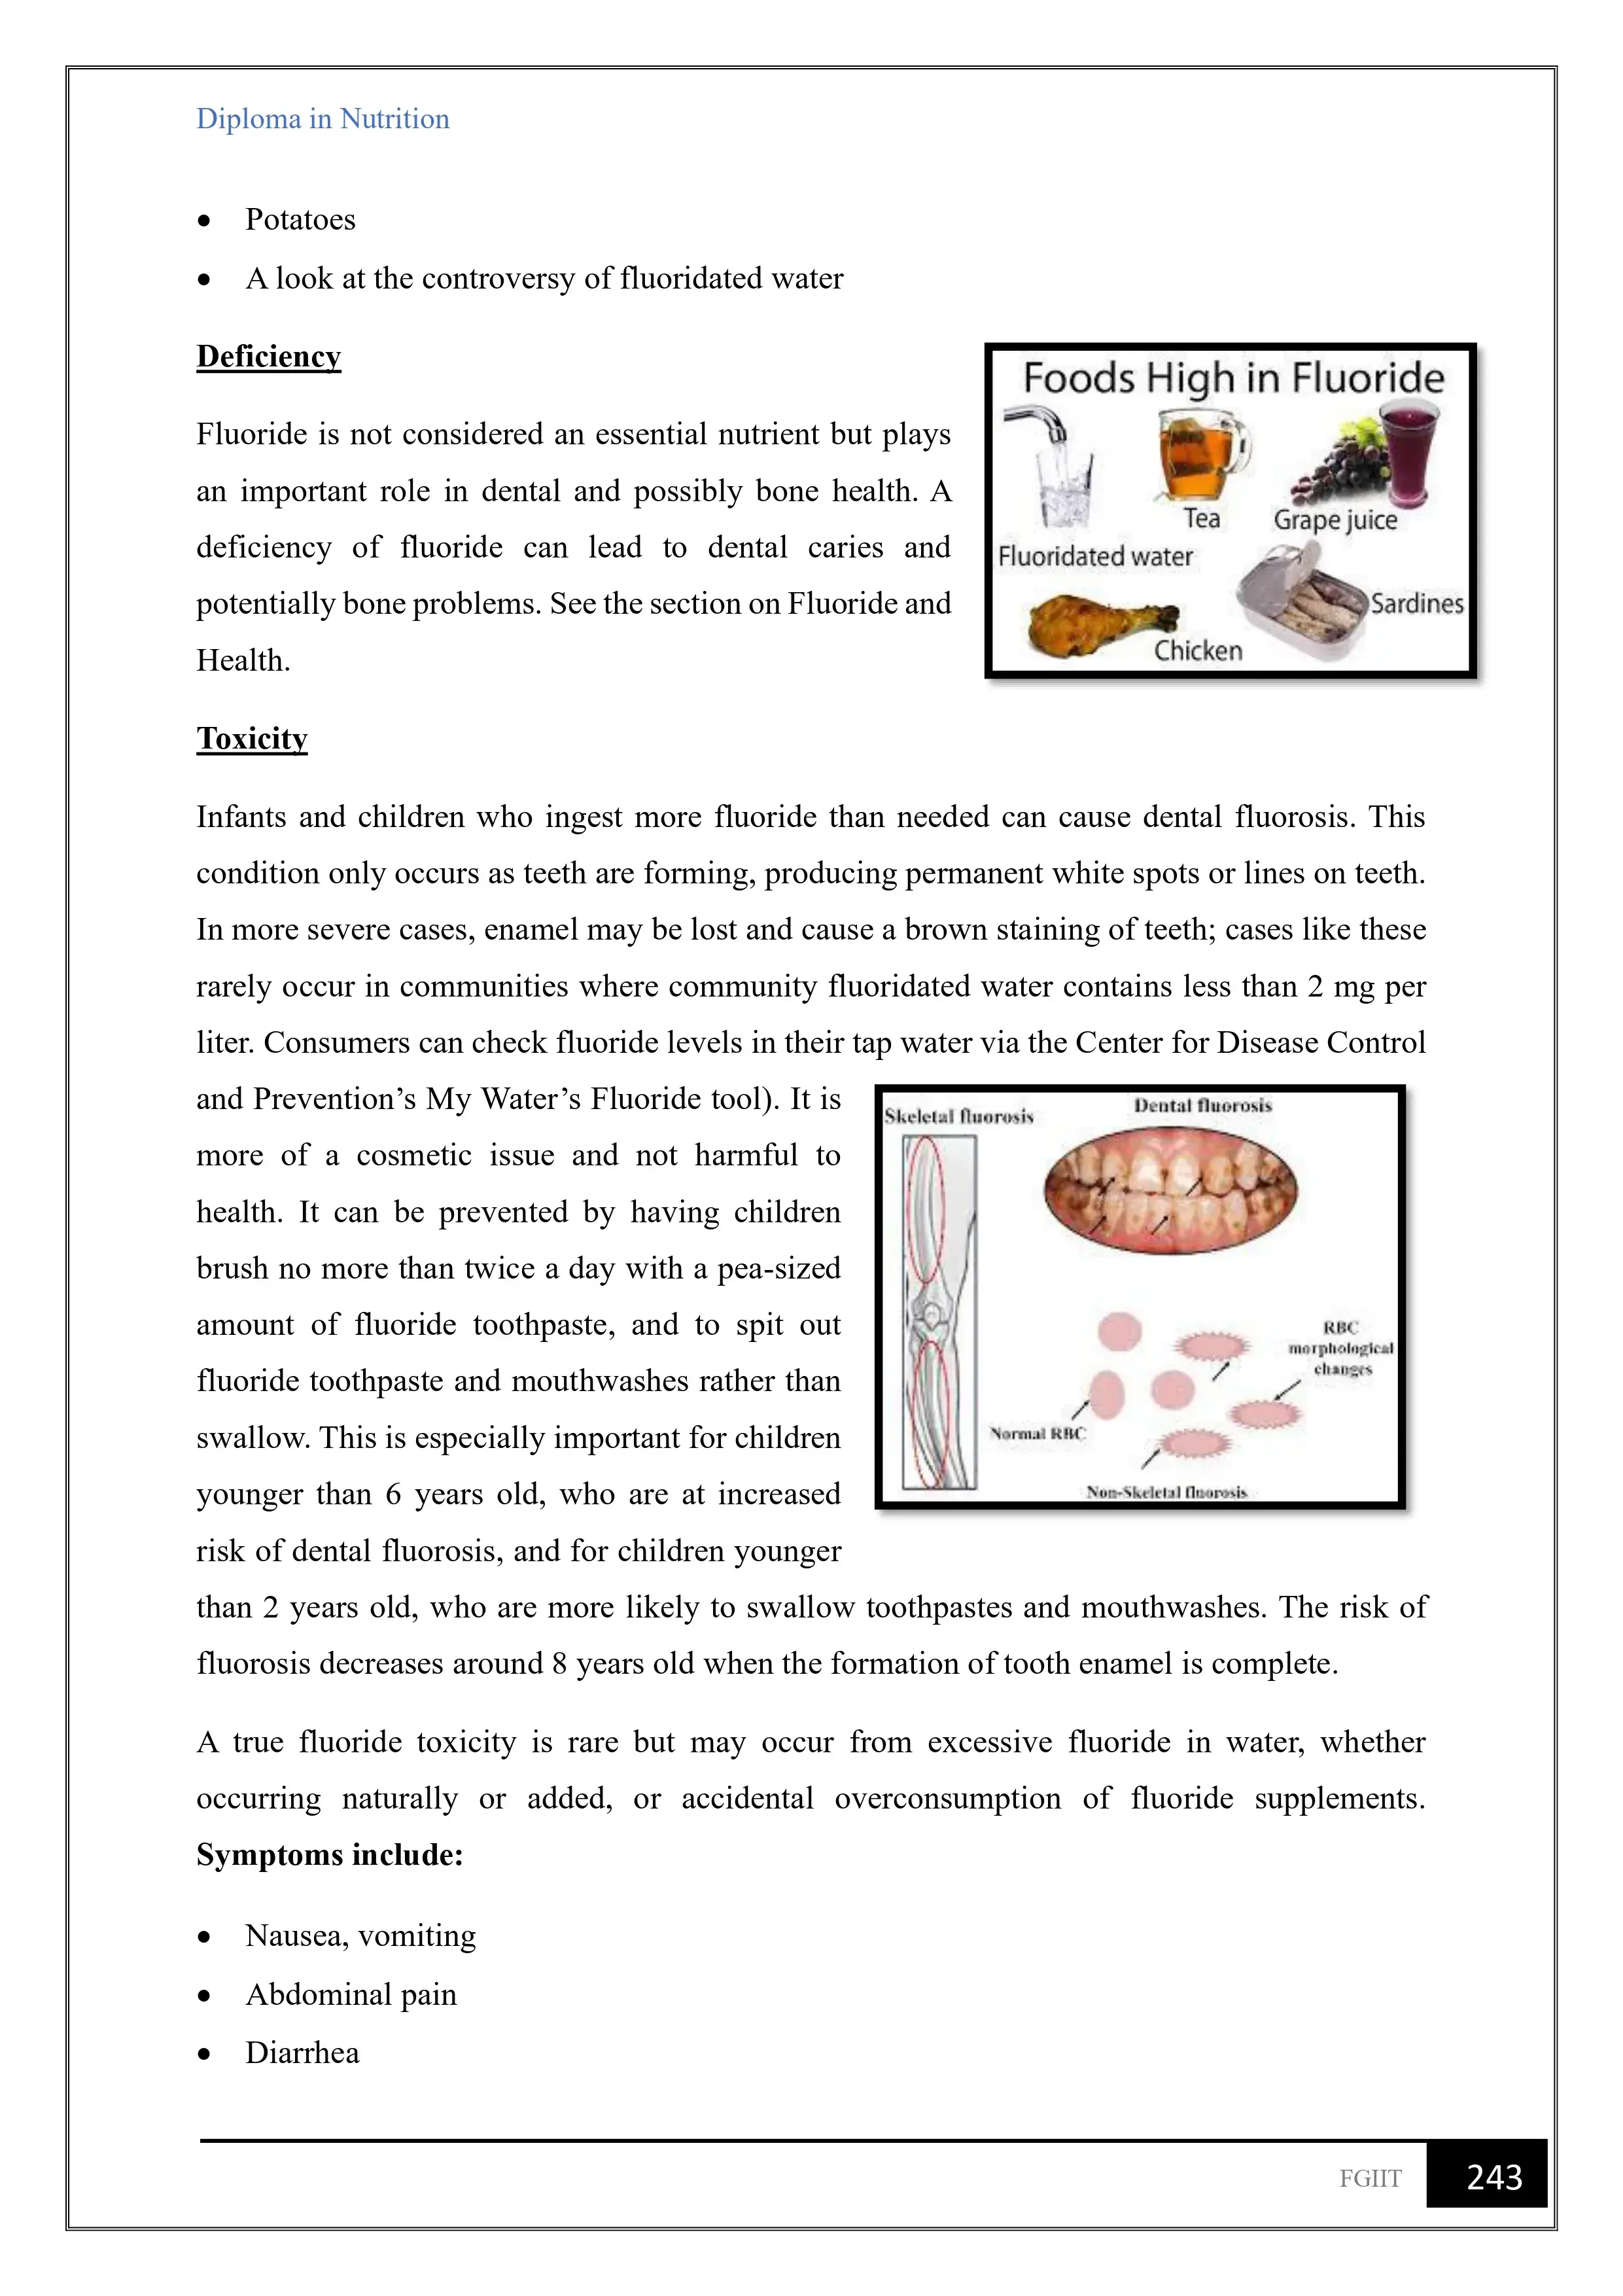 Diploma in Nutrition
• Potatoes
• A look at the controversy of fluoridated water
Deficiency
Fluoride is not considered an essential nutrient but plays
an important role in dental and possibly bone health. A
deficiency of fluoride can lead to dental caries and
potentially bone problems. See the section on Fluoride and
Health.
Foods High in Fluoride
Tea
Grape juice
Fluoridated water
Sardines
Chicken
Toxicity
Infants and children who ingest more fluoride than needed can cause dental fluorosis. This
condition only occurs as teeth are forming, producing permanent white spots or lines on teeth.
In more severe cases, enamel may be lost and cause a brown staining of teeth; cases like these
rarely occur in communities where community fluoridated water contains less than 2 mg per
liter. Consumers can check fluoride levels in their tap water via the Center for Disease Control
and Prevention’s My Water’s Fluoride tool). It is
more of a cosmetic issue and not harmful to
health. It can be prevented by having children
brush no more than twice a day with a pea-sized
amount of fluoride toothpaste, and to spit out
fluoride toothpaste and mouthwashes rather than
swallow. This is especially important for children
younger than 6 years old, who are at increased
risk of dental fluorosis, and for children younger
than 2 years old, who are more likely to swallow toothpastes and mouthwashes. The risk of
fluorosis decreases around 8 years old when the formation of tooth enamel is complete.
Skeletal fluorosis
Dental fluorosis
RBC
morphological
changes
Normal RBC
Non-Skeletal fluorosis
A true fluoride toxicity is rare but may occur from excessive fluoride in water, whether
occurring naturally or added, or accidental overconsumption of fluoride supplements.
Symptoms include:
• Nausea, vomiting
• Abdominal pain
• Diarrhea
FGIIT 243